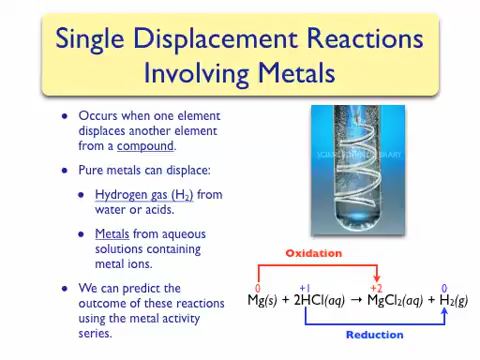 Single Displacement Reactions
Involving Metals
• Occurs when one element
displaces another element
from a compound.
• Pure metals can displace:
• Hydrogen gas (H₂) from
water or acids.
• Metals from aqueous
solutions containing
metal ions.
• We can predict the
outcome of these reactions
using the metal activity
series.
Oxidation
0 +1 +2 0
Mg(s) + 2HCl(aq) → MgCl₂(aq) + H₂(g)
Reduction